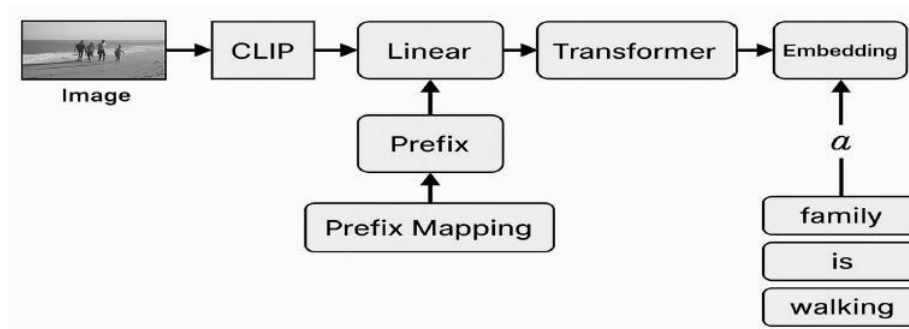 CLIP
Linear
Transformer
Embedding
Image
Prefix
a
Prefix Mapping
family
is
walking